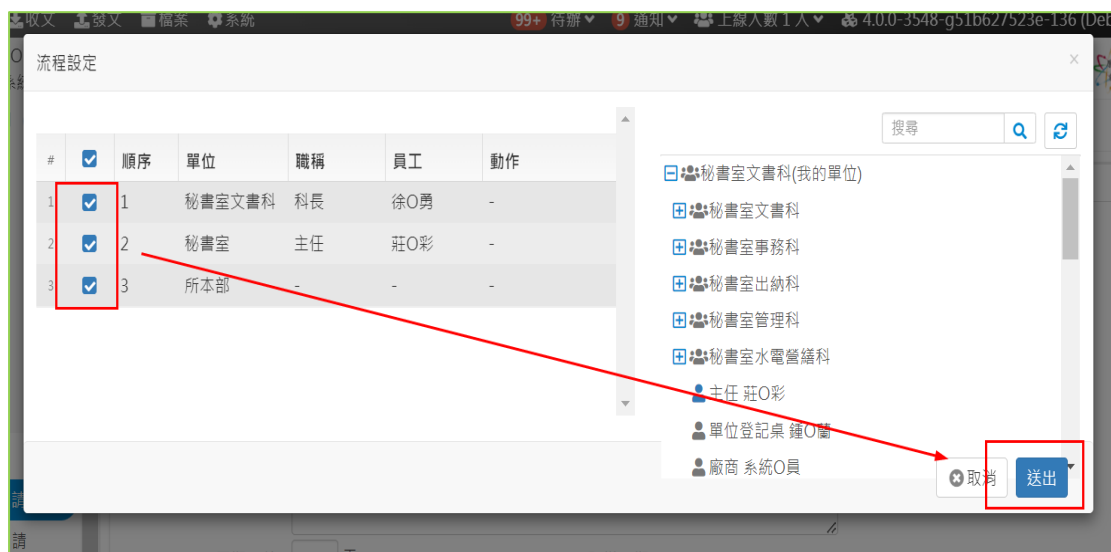 收文 發文 檔案 系統 99+ 待辦 9 通知 上線人數 1 人 4.0.0-3548-g51b627523e-136 (Deb
流程設定 ×
搜尋
# 順序 單位 職稱 員工 動作
1 1 秘書室文書科 科長 徐O勇 -
2 2 秘書室 主任 莊O彩 -
3 3 所本部 - - -
秘書室文書科(我的單位)
秘書室文書科
秘書室事務科
秘書室出納科
秘書室管理科
秘書室水電營繕科
主任 莊O彩
單位登記桌 鍾O蘭
廠商 系統O員
取消 送出
請
請